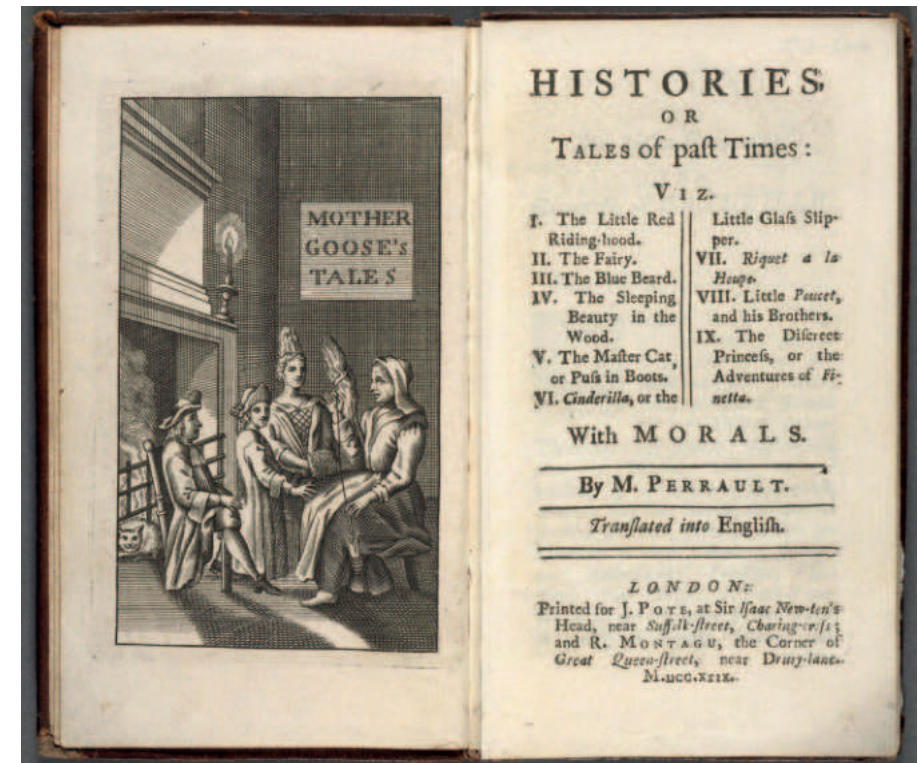 MOTHER
GOOSE's
TALES
HISTORIES,
OR
TALES of paſt Times:
VIZ.
I. The Little Red
Riding-hood.
II. The Fairy.
III. The Blue Beard.
IV. The Sleeping
Beauty in the
Wood.
V. The Maſter Cat,
or Puſs in Boots.
VI. Cinderilla, or the
Little Glaſs Slip-
per.
VII. Riquet a la
Houpe.
VIII. Little Poucet,
and his Brothers.
IX. The Diſcreet
Princeſs, or the
Adventures of Fi-
netta.
With MORALS.
By M. PERRAULT.
Tranſlated into Engliſh.
LONDON:
Printed for J. POTE, at Sir Iſaac New-ton's
Head, near Suffolk-ſtreet, Charing-croſs;
and R. MONTAGU, the Corner of
Great Queen-ſtreet, near Drury-lane.
M.DCC.XXIX.